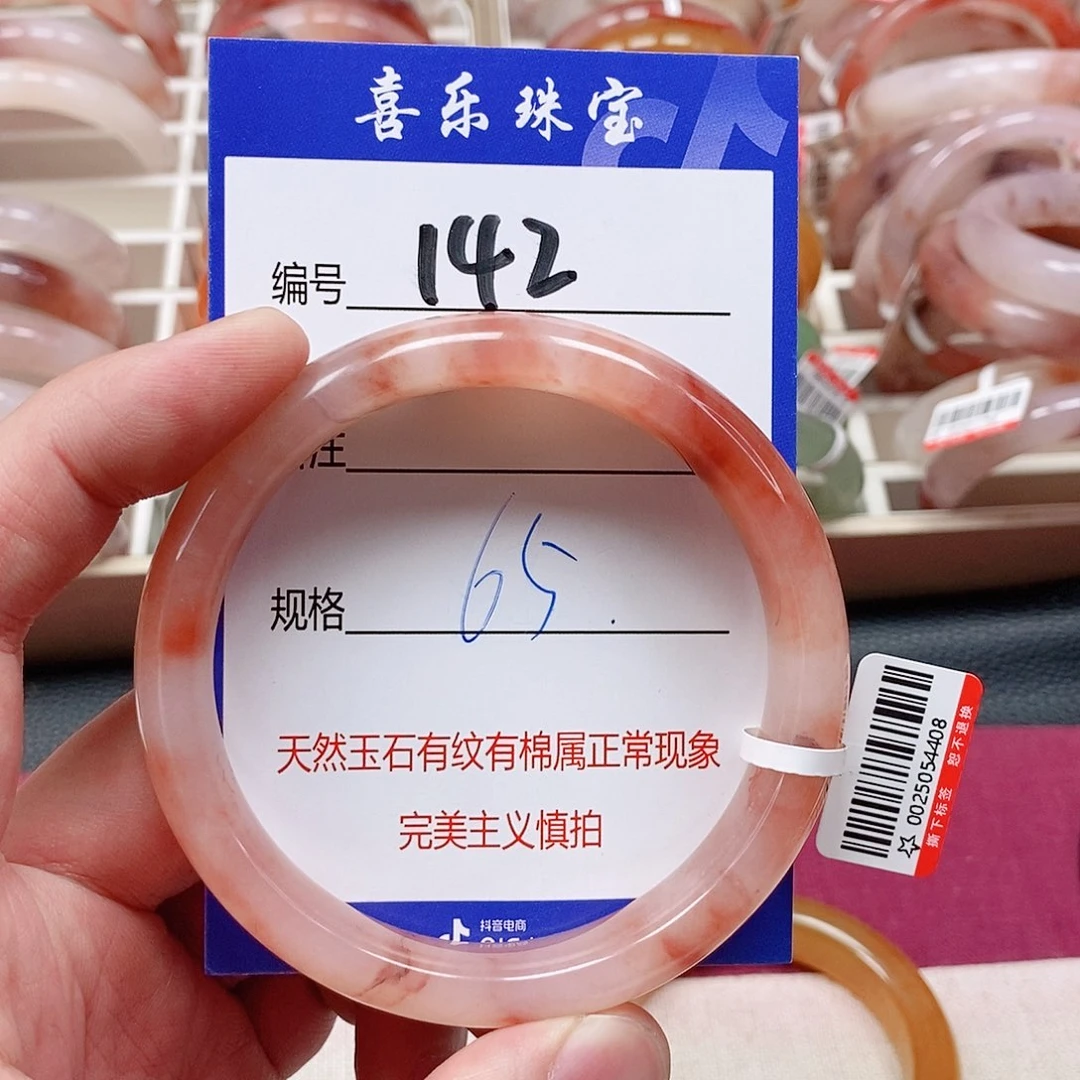 喜乐珠宝
编号 142
注
规格 65.
天然玉石有纹有棉属正常现象
完美主义慎拍
抖音电商
0025054408
撕下标签 恕不退换